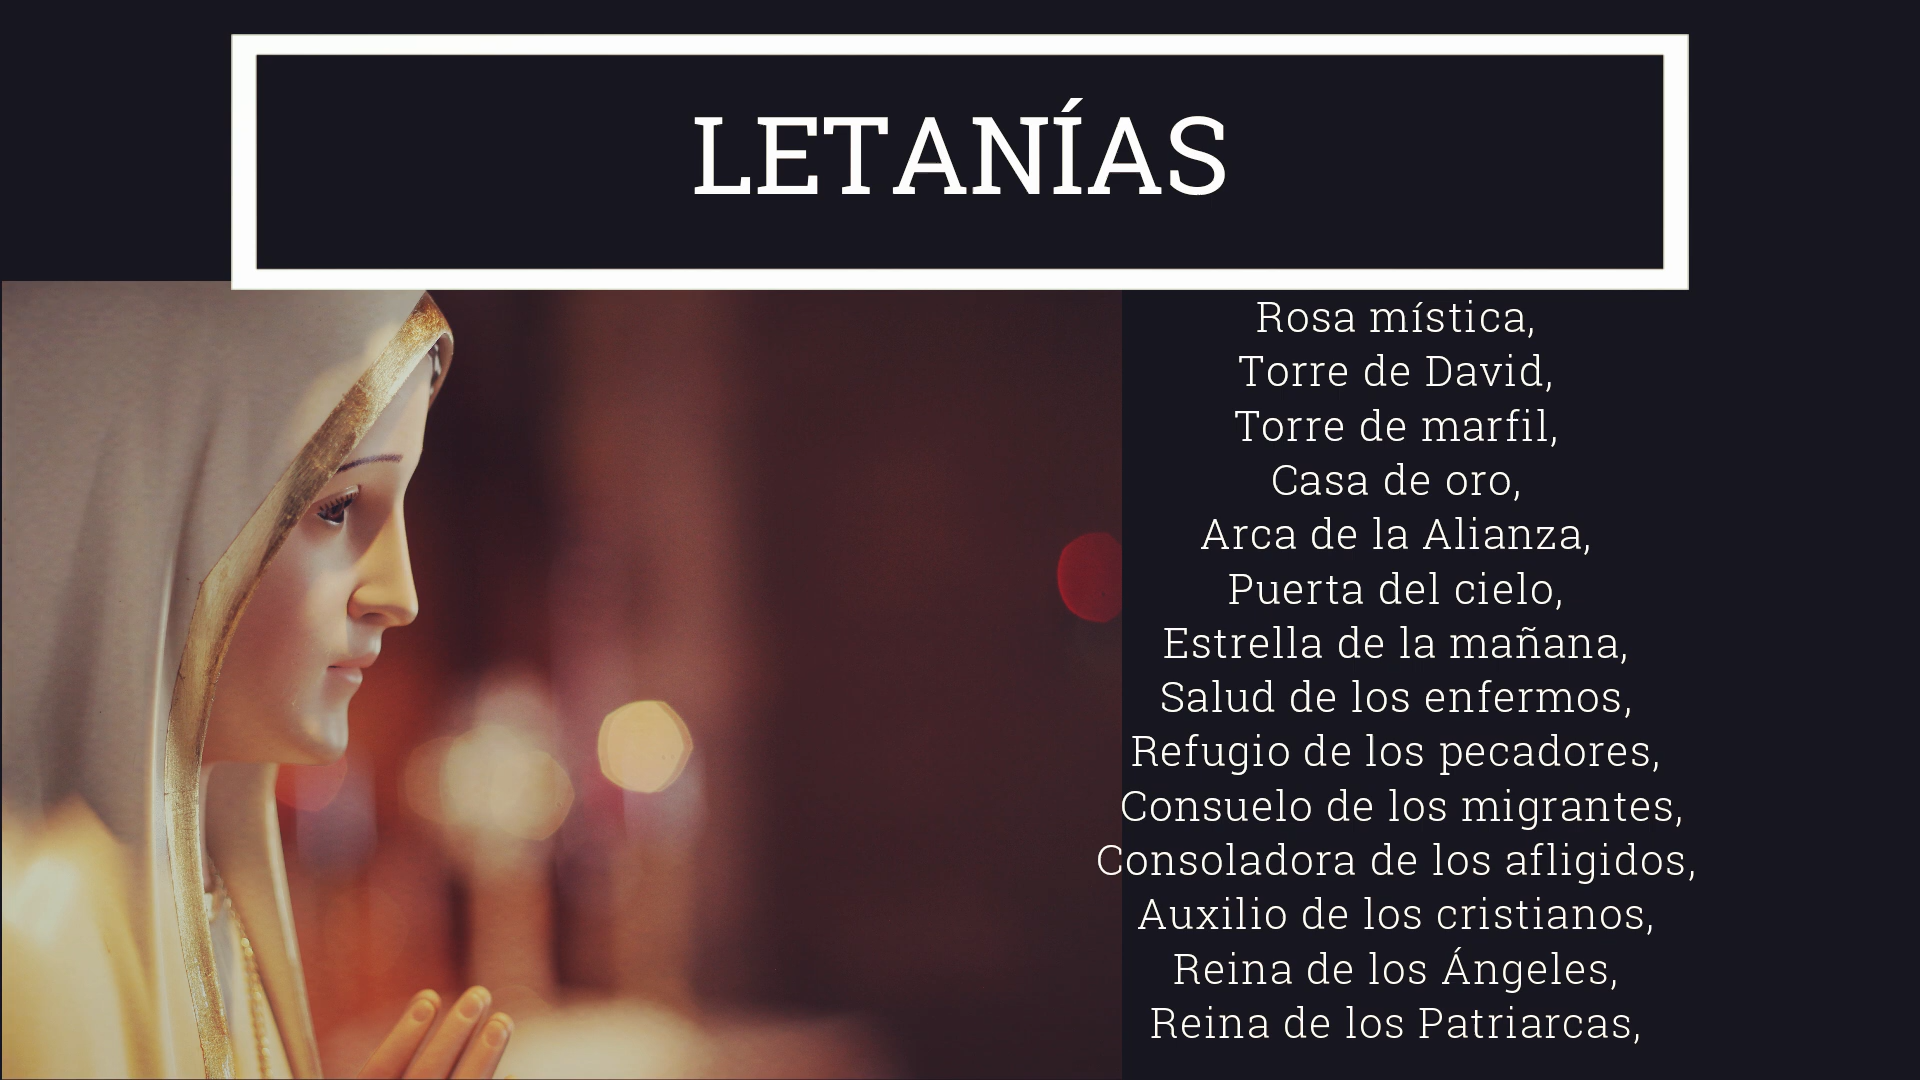 LETANÍAS
Rosa mística,
Torre de David,
Torre de marfil,
Casa de oro,
Arca de la Alianza,
Puerta del cielo,
Estrella de la mañana,
Salud de los enfermos,
Refugio de los pecadores,
Consuelo de los migrantes,
Consoladora de los afligidos,
Auxilio de los cristianos,
Reina de los Ángeles,
Reina de los Patriarcas,